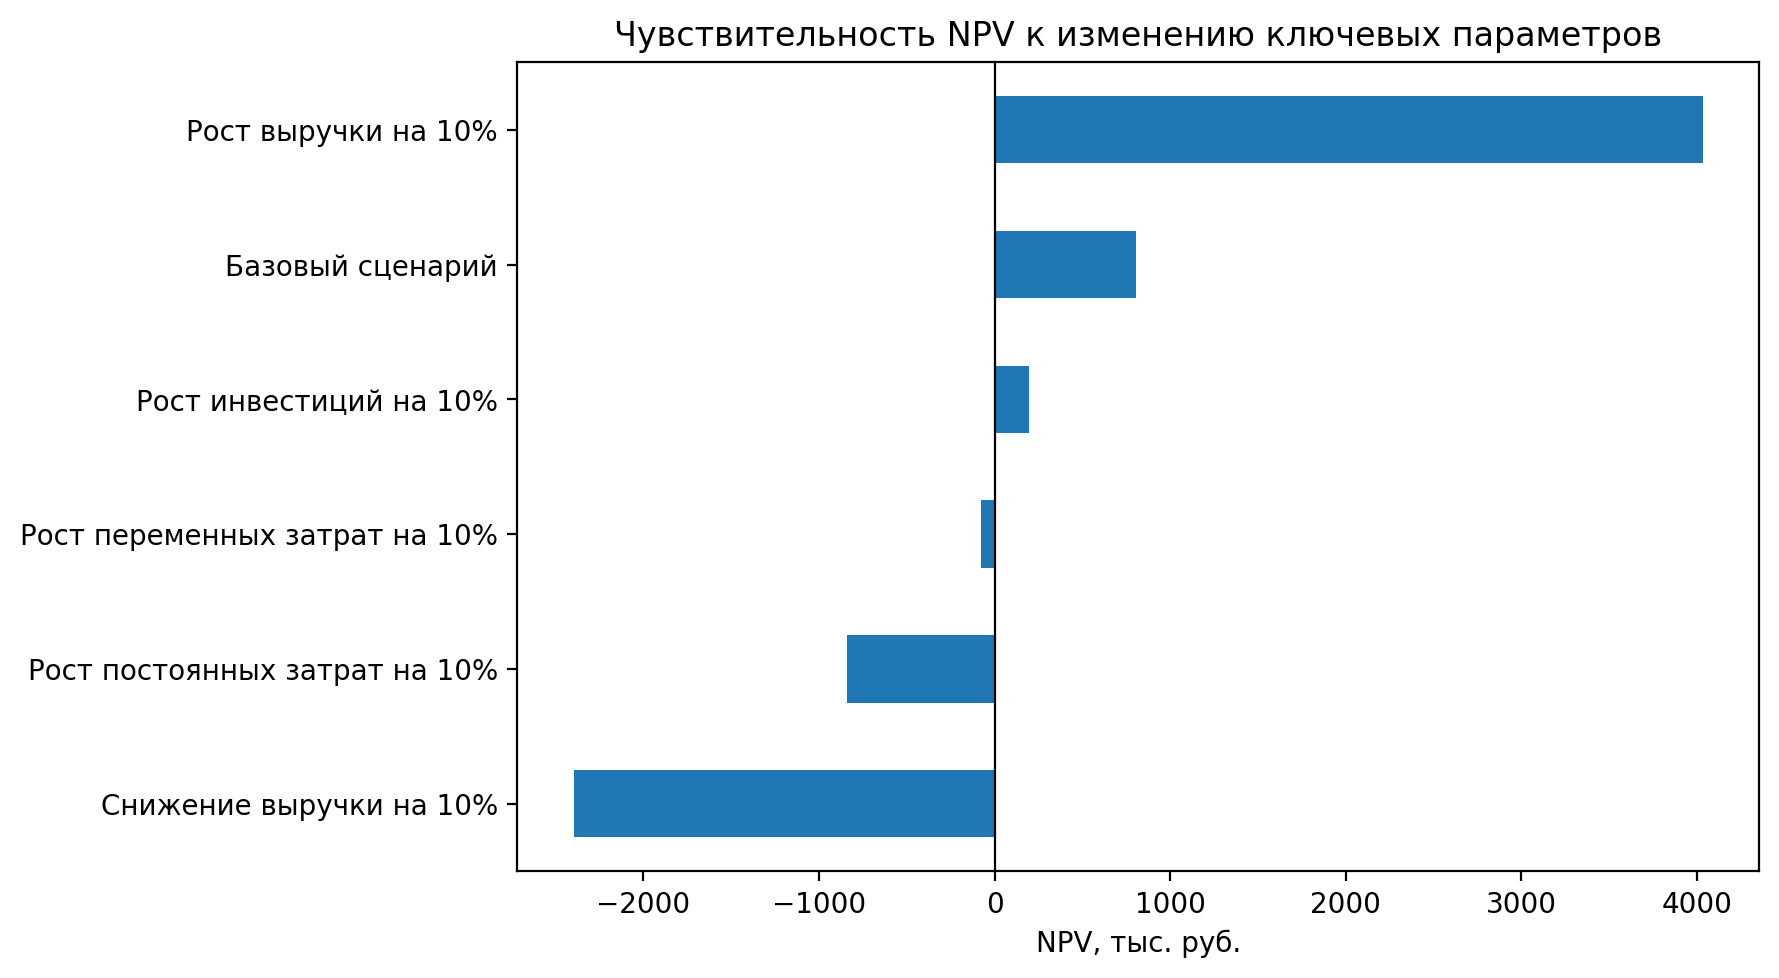 Чувствительность NPV к изменению ключевых параметров
Рост выручки на 10%
Базовый сценарий
Рост инвестиций на 10%
Рост переменных затрат на 10%
Рост постоянных затрат на 10%
Снижение выручки на 10%
−2000 −1000 0 1000 2000 3000 4000
NPV, тыс. руб.